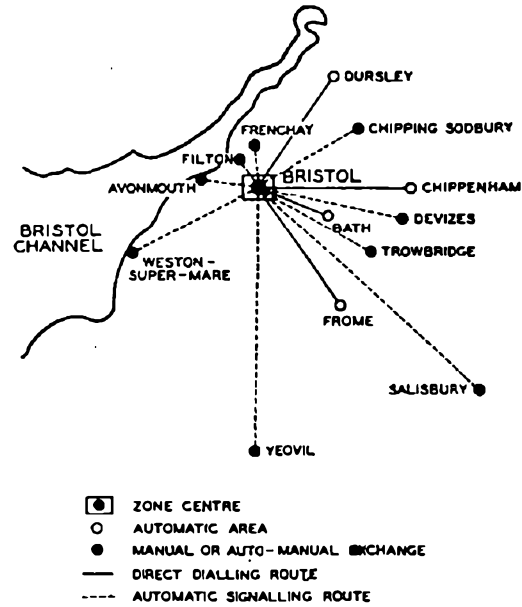 DURSLEY
FRENCHAY
CHIPPING SODBURY
FILTON
BRISTOL
AVONMOUTH
CHIPPENHAM
BATH
DEVIZES
BRISTOL
CHANNEL
TROWBRIDGE
WESTON-
SUPER-MARE
FROME
SALISBURY
YEOVIL
ZONE CENTRE
AUTOMATIC AREA
MANUAL OR AUTO-MANUAL EXCHANGE
DIRECT DIALLING ROUTE
AUTOMATIC SIGNALLING ROUTE